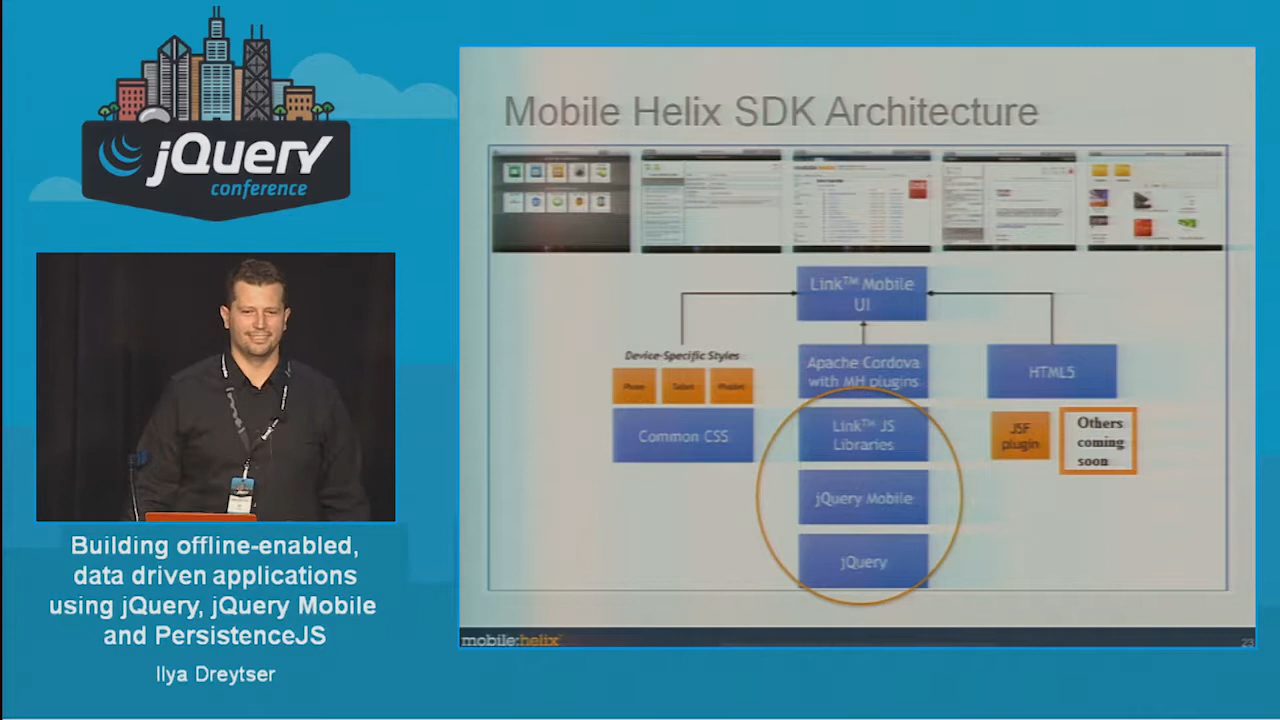 jQuery
conference
Building offline-enabled,
data driven applications
using jQuery, jQuery Mobile
and PersistenceJS
Ilya Dreytser
Mobile Helix SDK Architecture
Link™ Mobile
UI
Device-Specific Styles
Phone
Tablet
Phablet
Common CSS
Apache Cordova
with MH plugins
Link™ JS
Libraries
jQuery Mobile
jQuery
HTML5
JSF
plugin
Others
coming
soon
mobile:helix
23